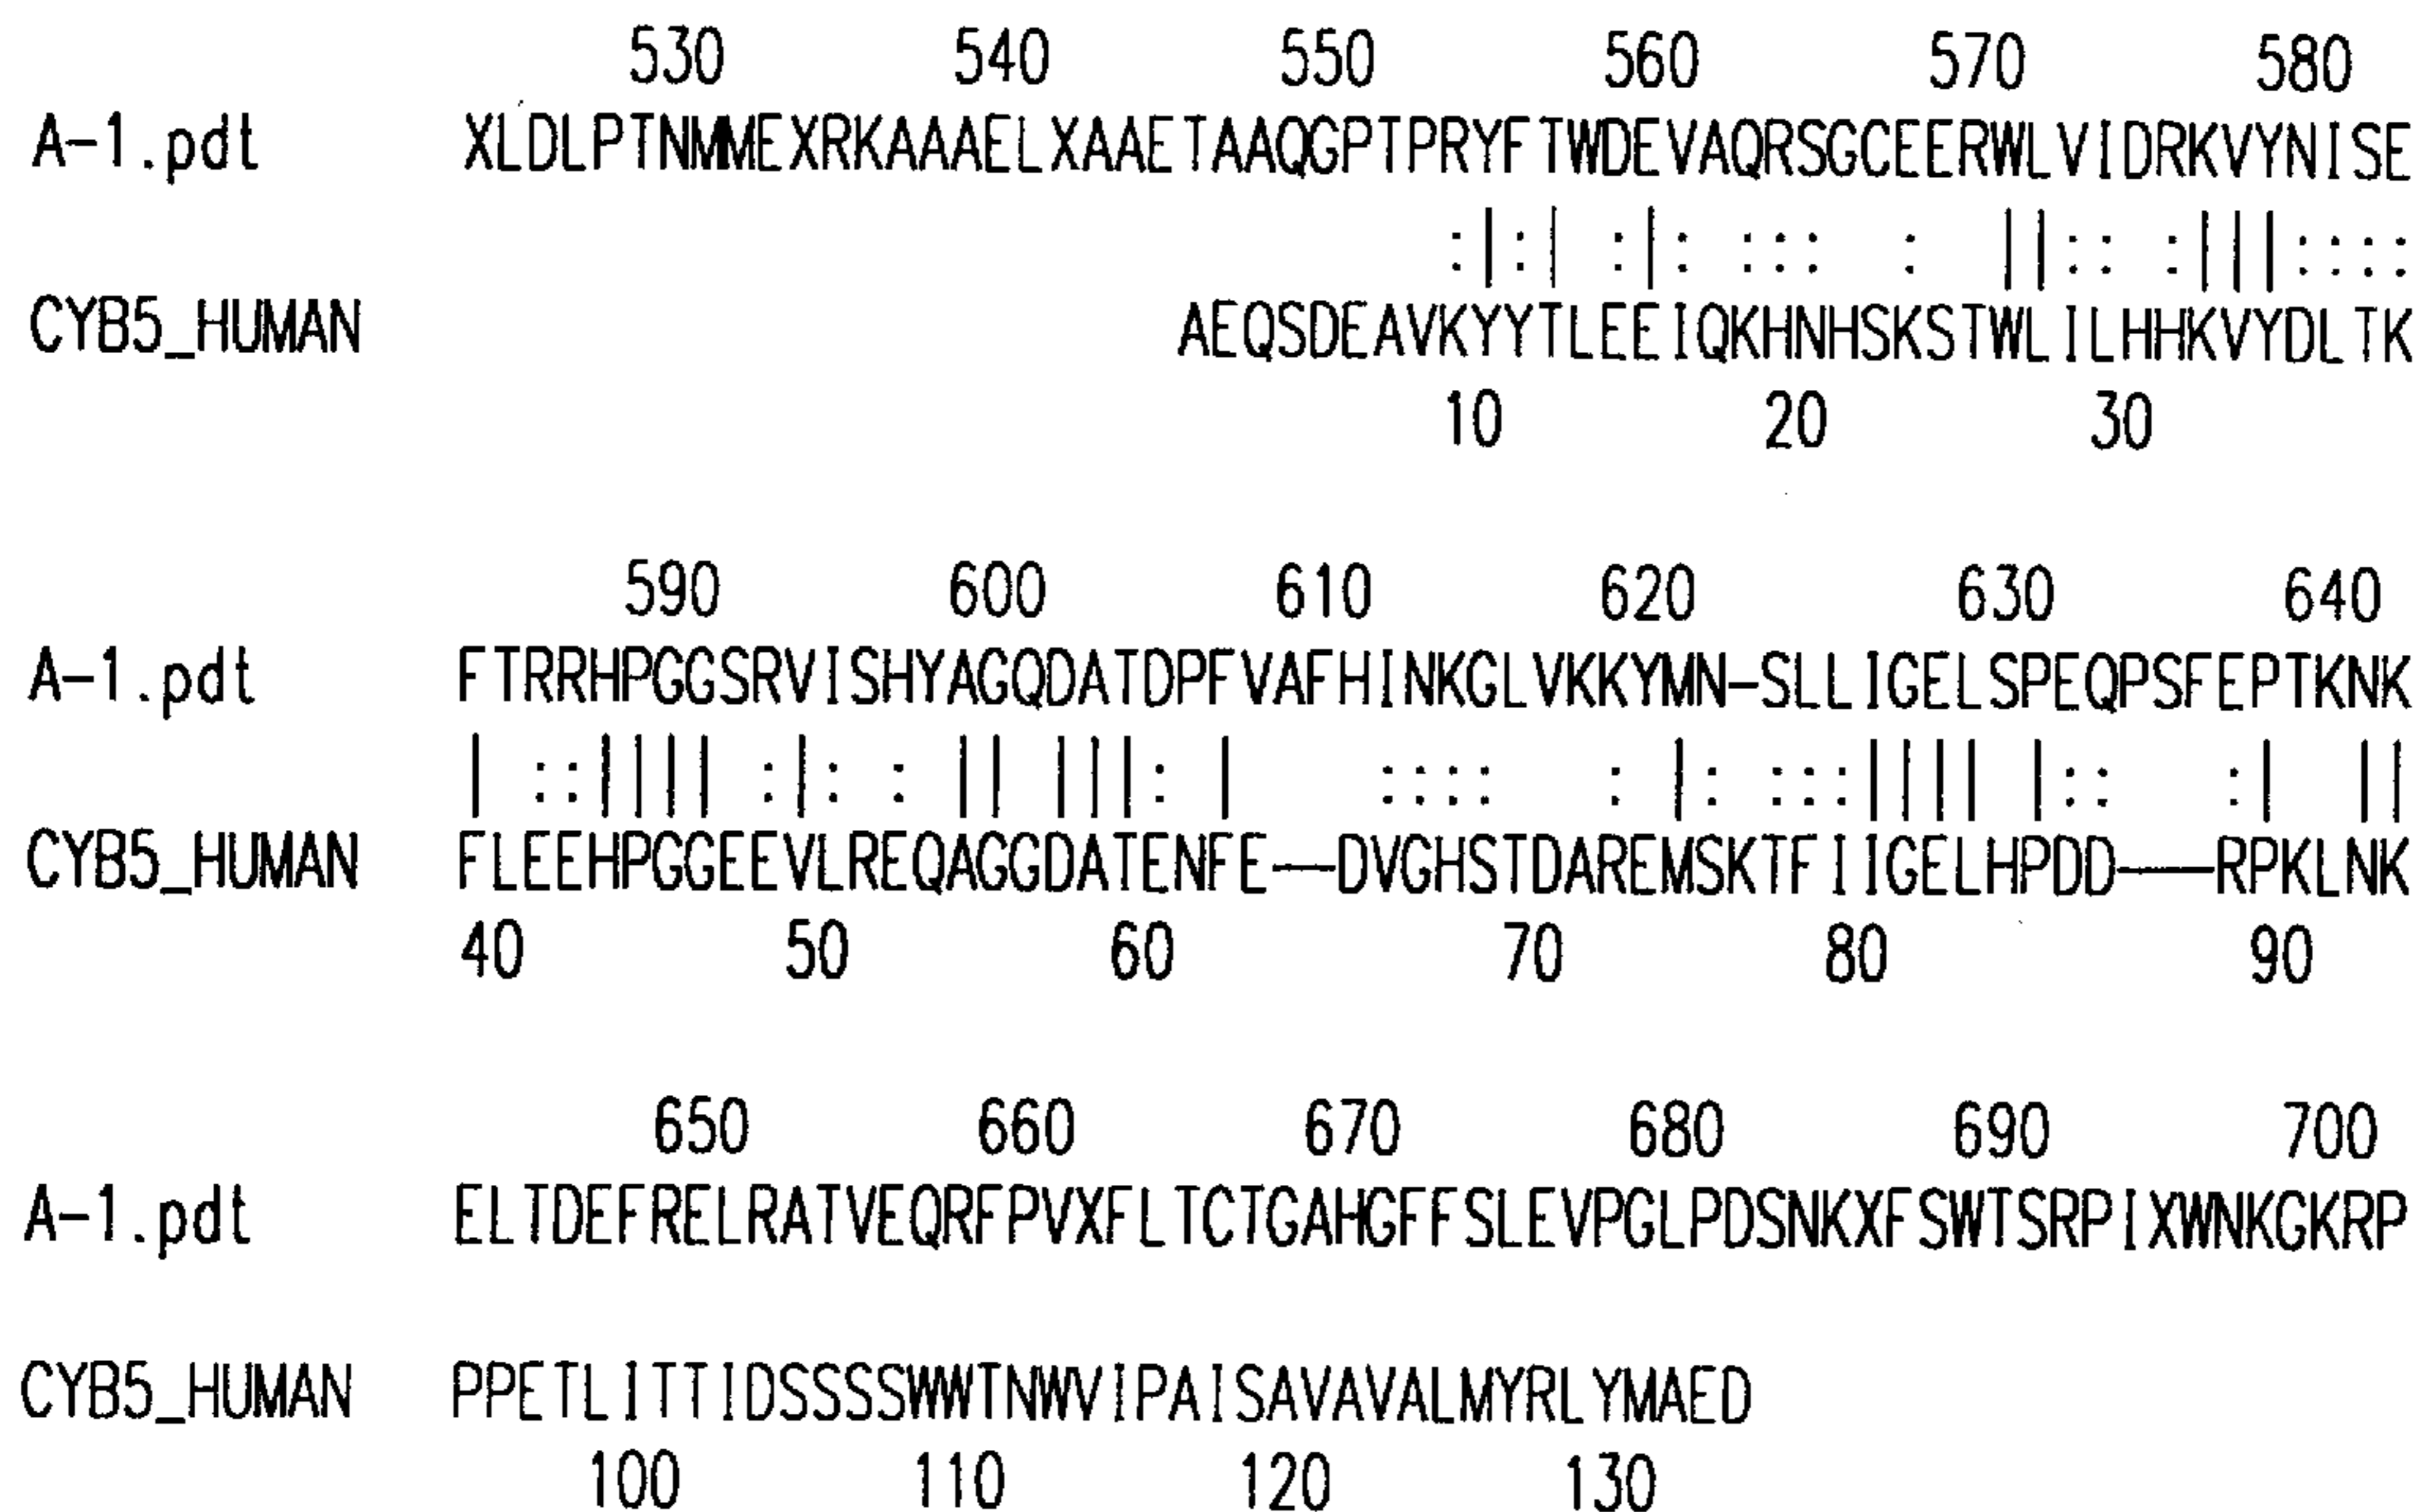 530 540 550 560 570 580
A-1.pdt XLDLPTNMMEXRKAAAELXAAETAAQGPTPRYFTWDEVAQRSGCEERWLVIDRKVYNISE
:|:| :|: ::: : ||:: :|||::::
CYB5_HUMAN AEQSDEAVKYYTLEEIQKHNHSKSTWLILHHKVYDLTK
10 20 30
590 600 610 620 630 640
A-1.pdt FTRRHPGGSRVISHYAGQDATDPFVAFHINKGLVKKYMN-SLLIGELSPEQPSFEPTKNK
| ::|||| :|: : || |||: | :::: : |: :::|||| |:: :| ||
CYB5_HUMAN FLEEHPGGEEVLREQAGGDATENFE--DVGHSTDAREMSKTFIIGELHPDD---RPKLNK
40 50 60 70 80 90
650 660 670 680 690 700
A-1.pdt ELTDEFRELRATVEQRFPVXFLTCTGAHGFFSLEVPGLPDSNKXFSWTSRPIXWNKGKRP
CYB5_HUMAN PPETLITTIDSSSSWWTNWVIPAISAVAVALMYRLYMAED
100 110 120 130